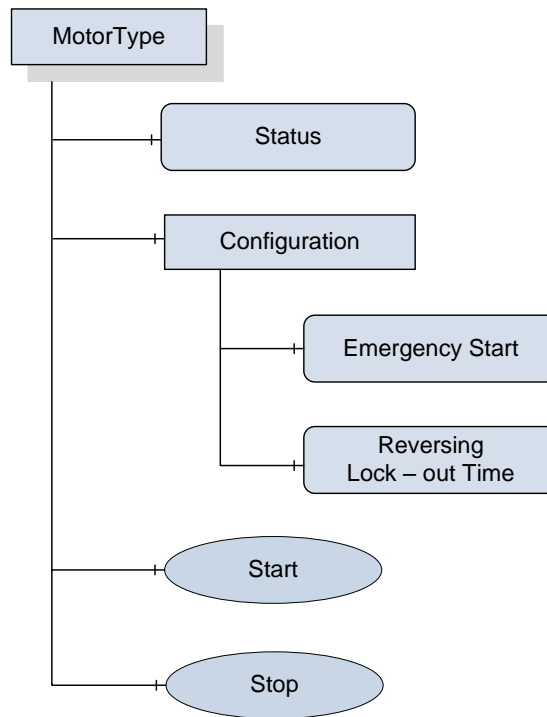 MotorType
Status
Configuration
Emergency Start
Reversing
Lock – out Time
Start
Stop